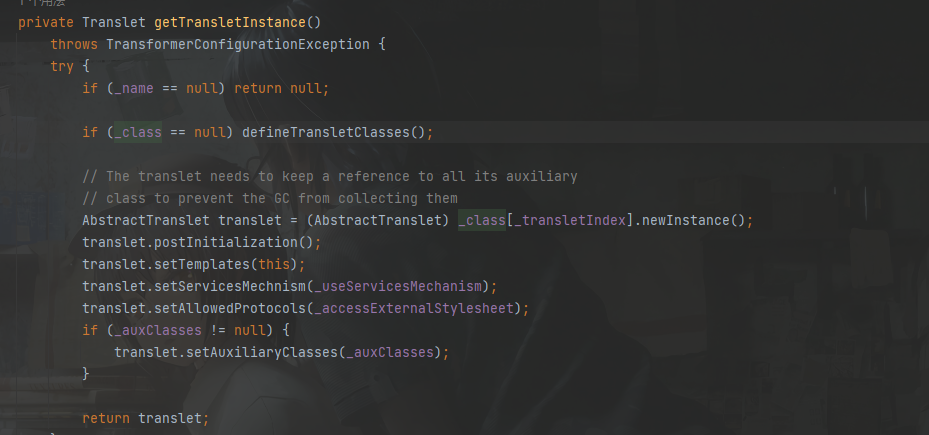 个用法
private Translet getTransletInstance()
throws TransformerConfigurationException {
try {
if (_name == null) return null;
if (_class == null) defineTransletClasses();
// The translet needs to keep a reference to all its auxiliary
// class to prevent the GC from collecting them
AbstractTranslet translet = (AbstractTranslet) _class[_transletIndex].newInstance();
translet.postInitialization();
translet.setTemplates(this);
translet.setServicesMechnism(_useServicesMechanism);
translet.setAllowedProtocols(_accessExternalStylesheet);
if (_auxClasses != null) {
translet.setAuxiliaryClasses(_auxClasses);
}
return translet;